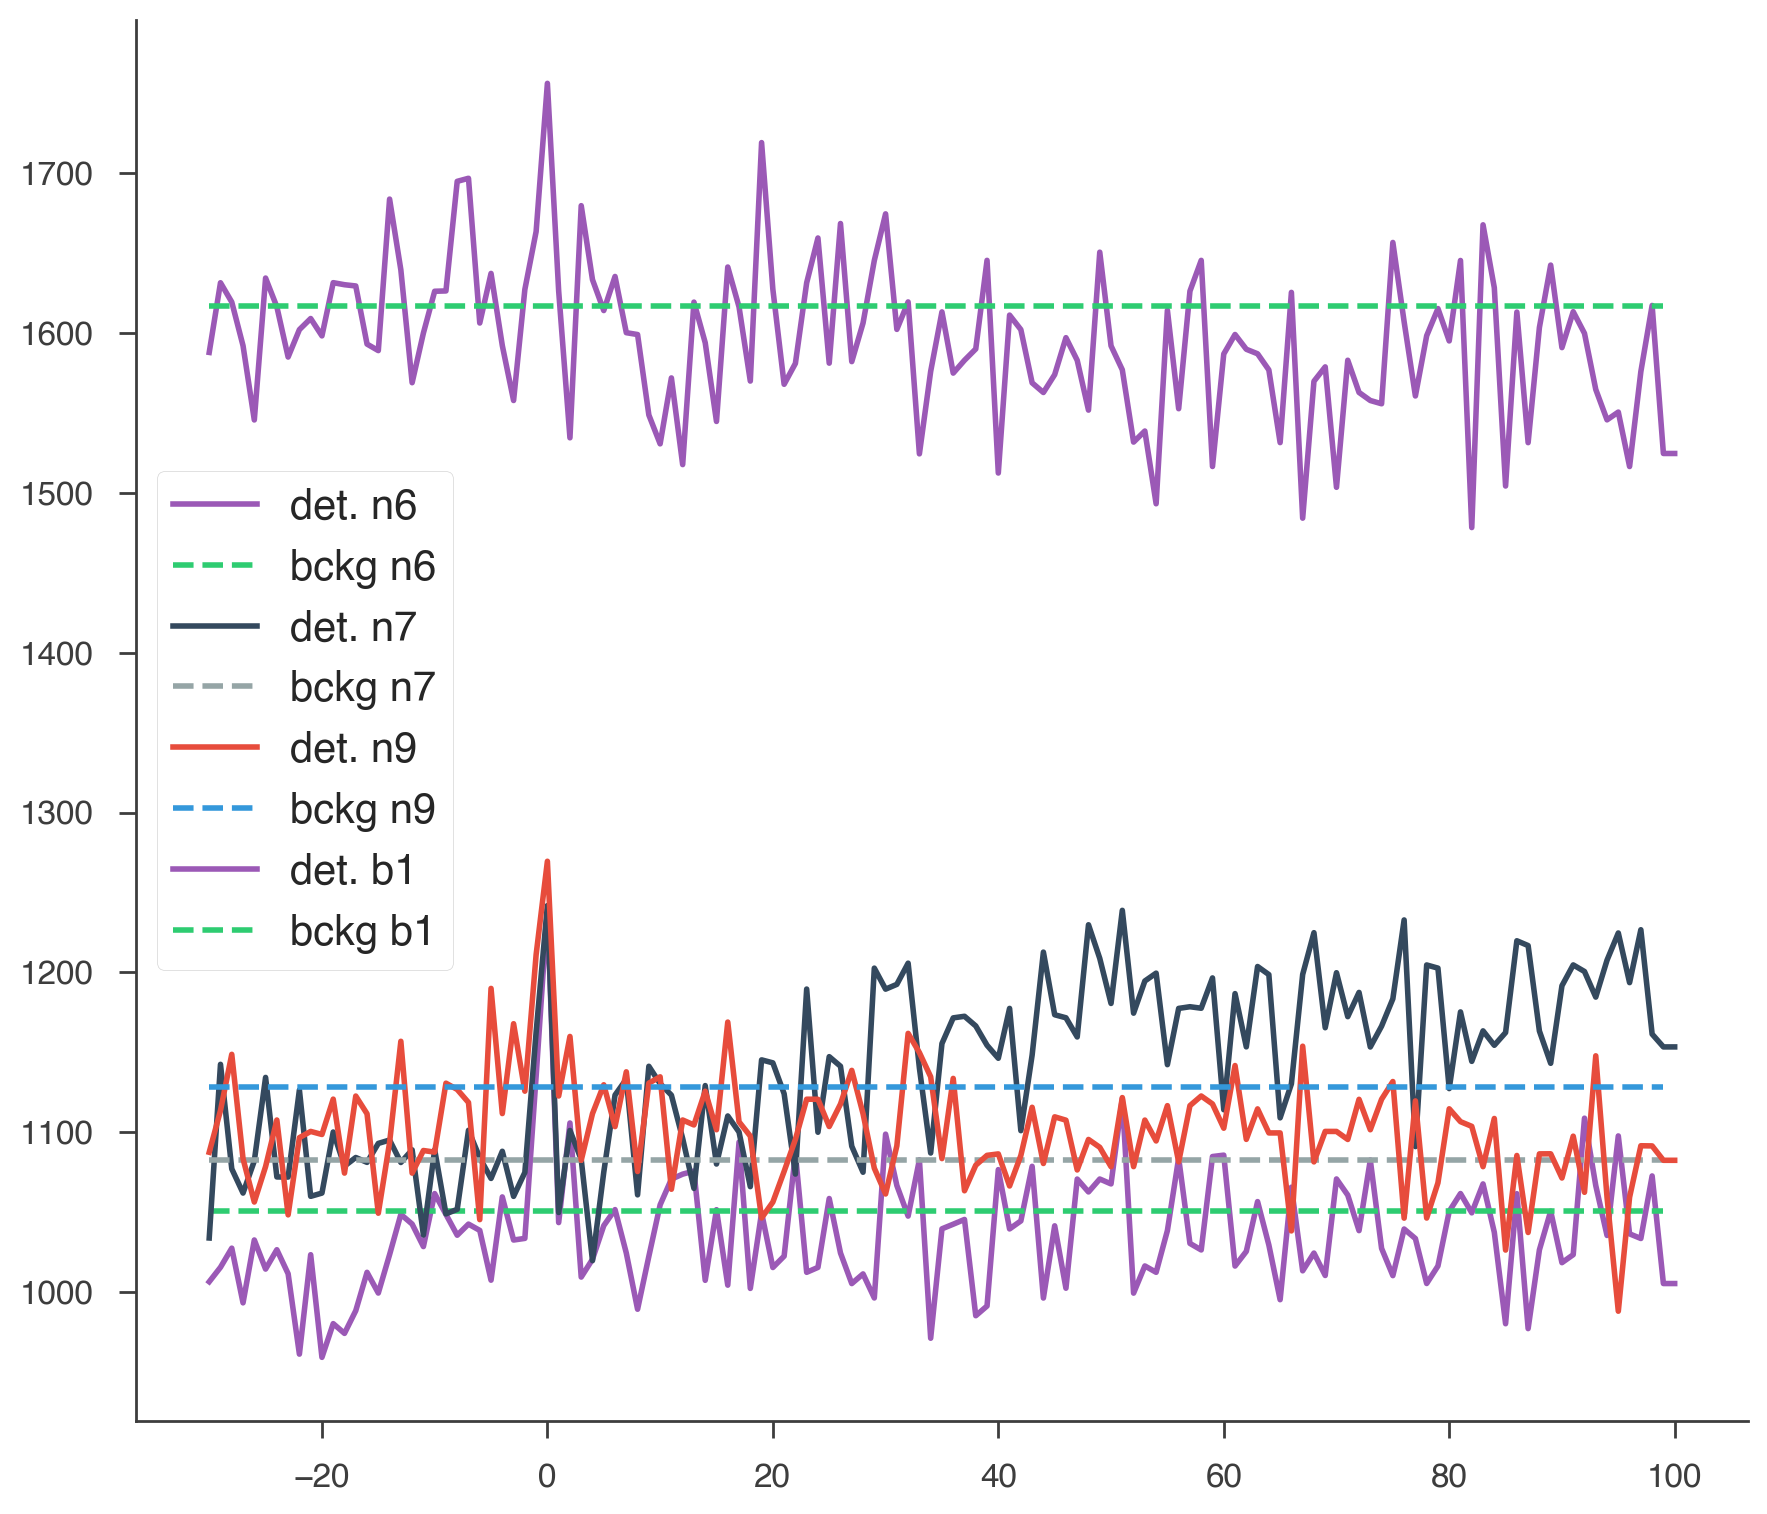 1700
1600
1500
1400
1300
1200
1100
1000
det. n6
bckg n6
det. n7
bckg n7
det. n9
bckg n9
det. b1
bckg b1
−20 0 20 40 60 80 100